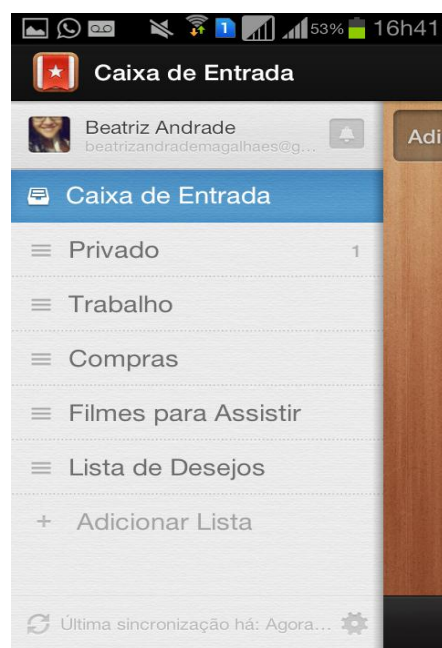 53% 16h41
Caixa de Entrada
Beatriz Andrade
beatrizandrademagalhaes@g...
Adi
Caixa de Entrada
Privado 1
Trabalho
Compras
Filmes para Assistir
Lista de Desejos
+ Adicionar Lista
Última sincronização há: Agora...